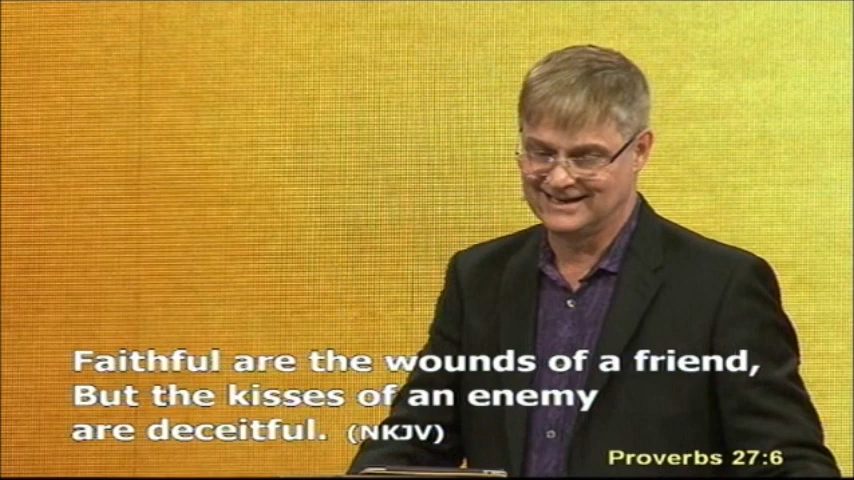 Faithful are the wounds of a friend,
But the kisses of an enemy
are deceitful. (NKJV)
Proverbs 27:6